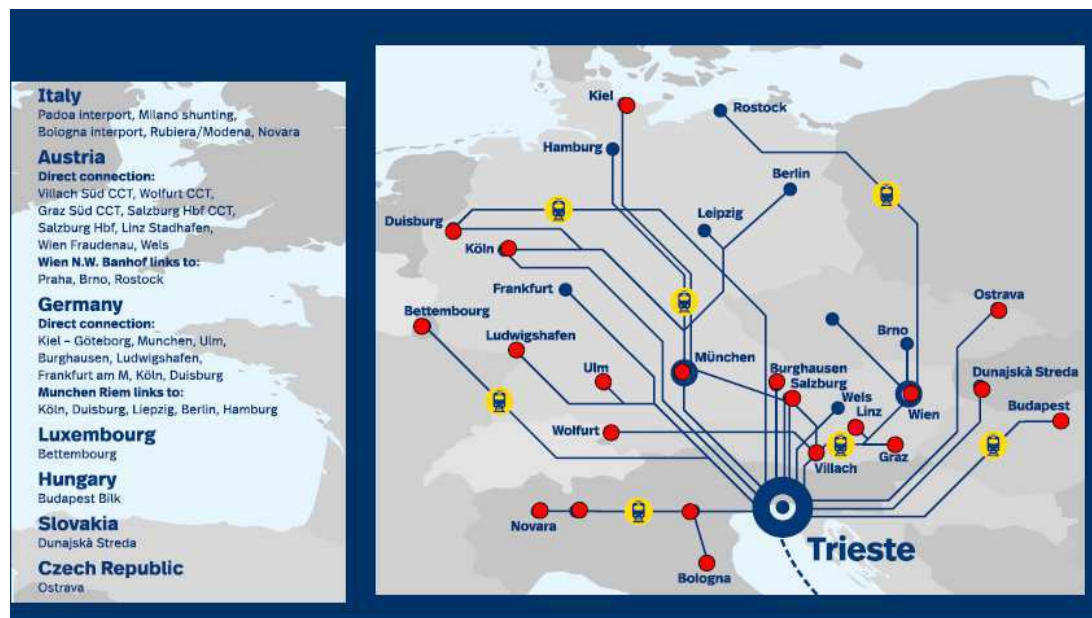 Italy
Padoa interport, Milano shunting,
Bologna interport, Rubiera/Modena, Novara
Austria
Direct connection:
Villach Süd CCT, Wolfurt CCT,
Graz Süd CCT, Salzburg Hbf CCT,
Salzburg Hbf, Linz Stadhafen,
Wien Fraudenau, Wels
Wien N.W. Banhof links to:
Praha, Brno, Rostock
Germany
Direct connection:
Kiel – Göteborg, Munchen, Ulm,
Burghausen, Ludwigshafen,
Frankfurt am M, Köln, Duisburg
Munchen Riem links to:
Köln, Duisburg, Liepzig, Berlin, Hamburg
Luxembourg
Bettembourg
Hungary
Budapest Bilk
Slovakia
Dunajskà Streda
Czech Republic
Ostrava
Kiel
Rostock
Hamburg
Berlin
Leipzig
Duisburg
Köln
Frankfurt
Ostrava
Bettembourg
Brno
Ludwigshafen
München
Ulm
Burghausen
Salzburg
Dunajskà Streda
Wels
Linz
Wien
Budapest
Wolfurt
Villach
Graz
Novara
Trieste
Bologna